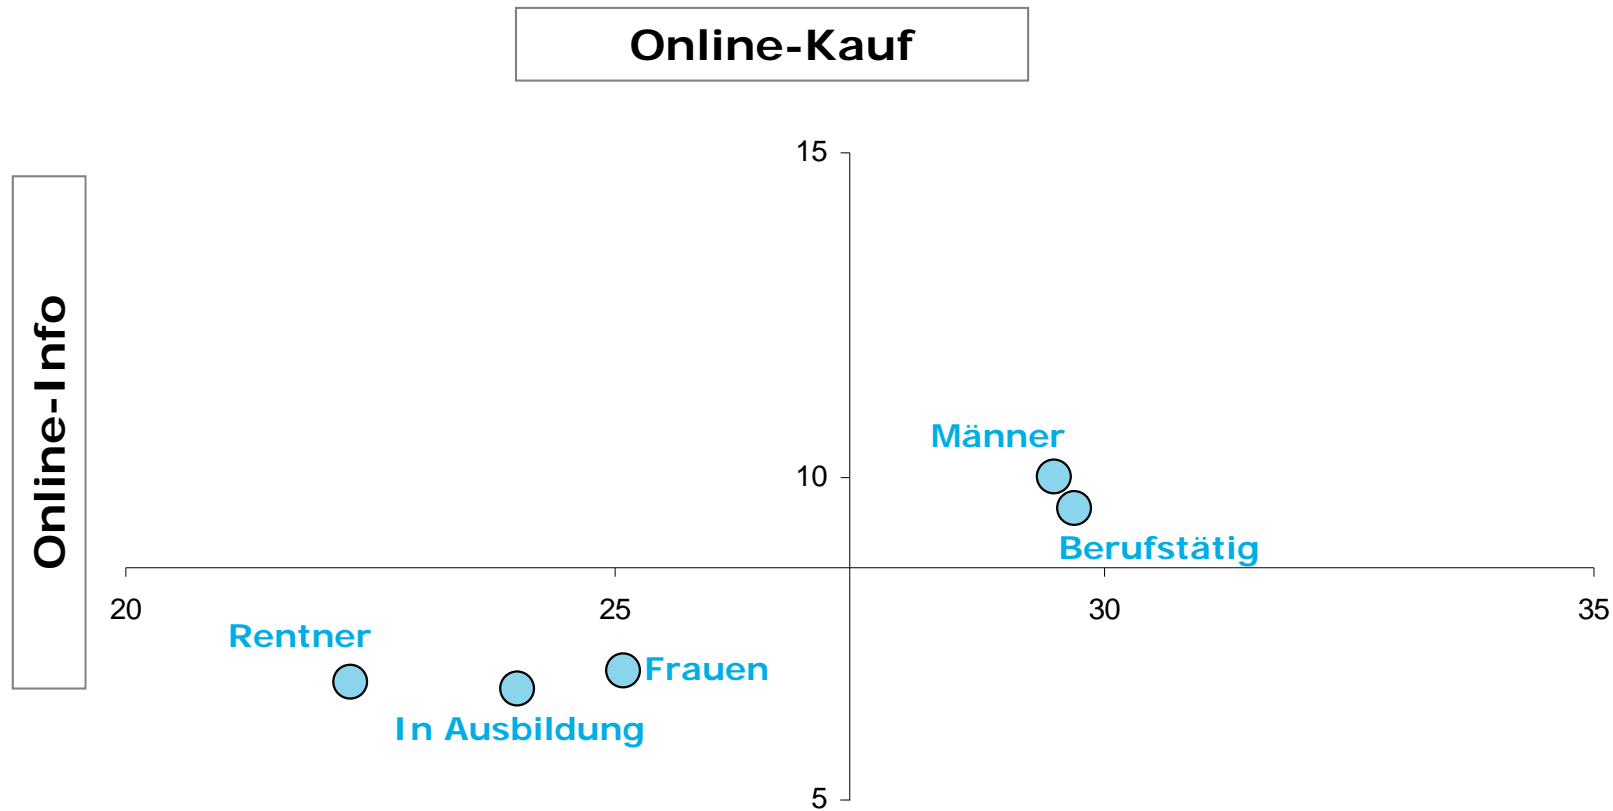 Online-Kauf
15
Online-Info
Männer
10
Berufstätig
20
25
30
35
Rentner
Frauen
In Ausbildung
5